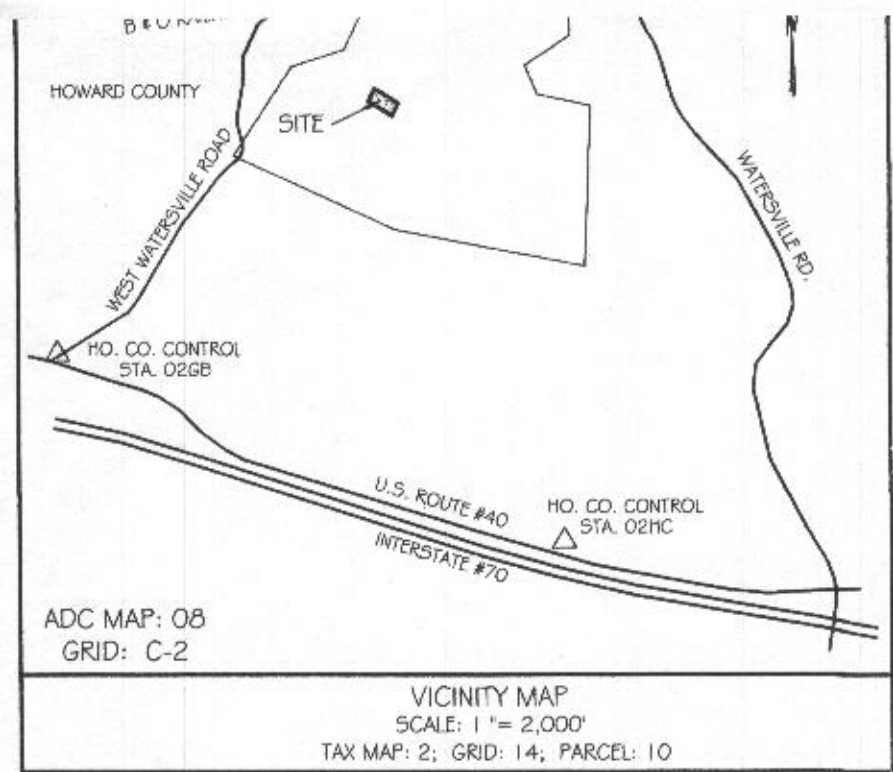 HOWARD COUNTY
SITE
WEST WATERSVILLE ROAD
WATERSVILLE RD.
HO. CO. CONTROL
STA. 02GB
U.S. ROUTE #40
INTERSTATE #70
HO. CO. CONTROL
STA. 02HC
ADC MAP: 08
GRID: C-2
VICINITY MAP
SCALE: 1 "= 2,000'
TAX MAP: 2; GRID: 14; PARCEL: 10